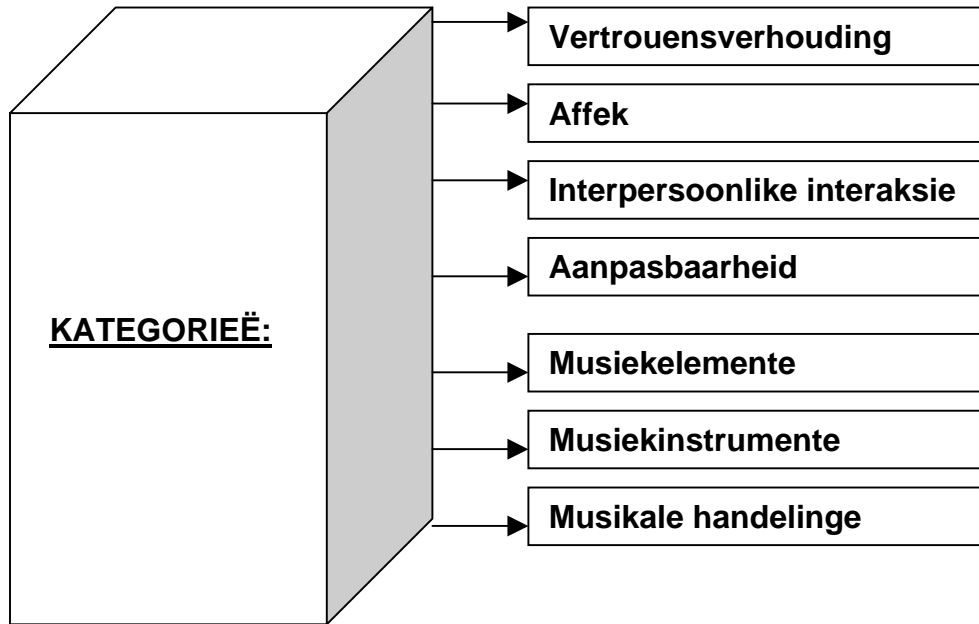 Vertrouensverhouding
Affek
Interpersoonlike interaksie
Aanpasbaarheid
KATEGORIEË:
Musiekelemente
Musiekinstrumente
Musikale handelinge